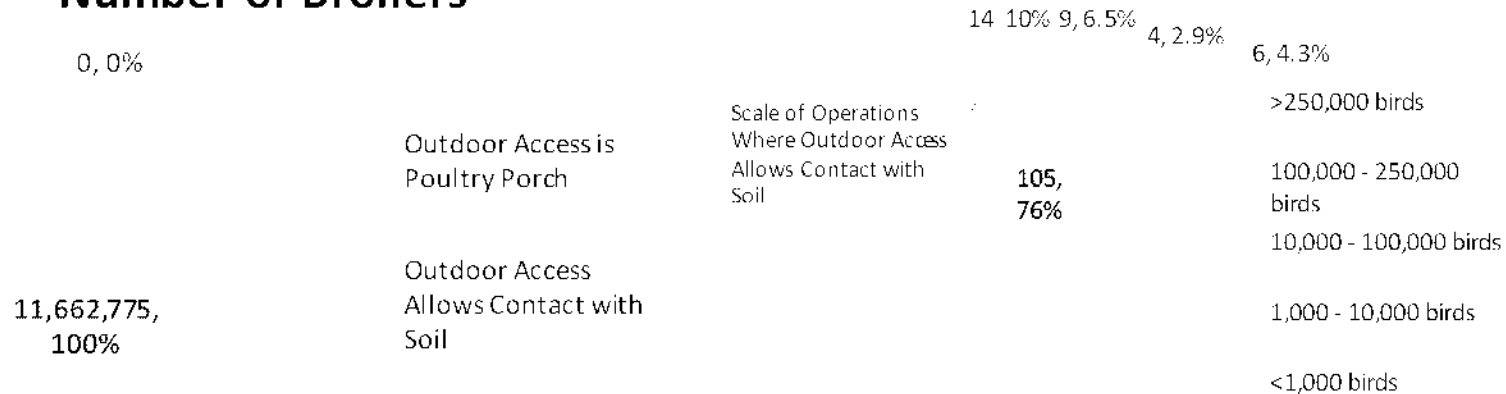 Number of Broilers
0, 0%
11,662,775,
100%
Outdoor Access is
Poultry Porch
Outdoor Access
Allows Contact with
Soil
Scale of Operations
Where Outdoor Access
Allows Contact with
Soil
14 10% 9, 6.5%
4, 2.9%
6, 4.3%
105,
76%
>250,000 birds
100,000 - 250,000
birds
10,000 - 100,000 birds
1,000 - 10,000 birds
<1,000 birds